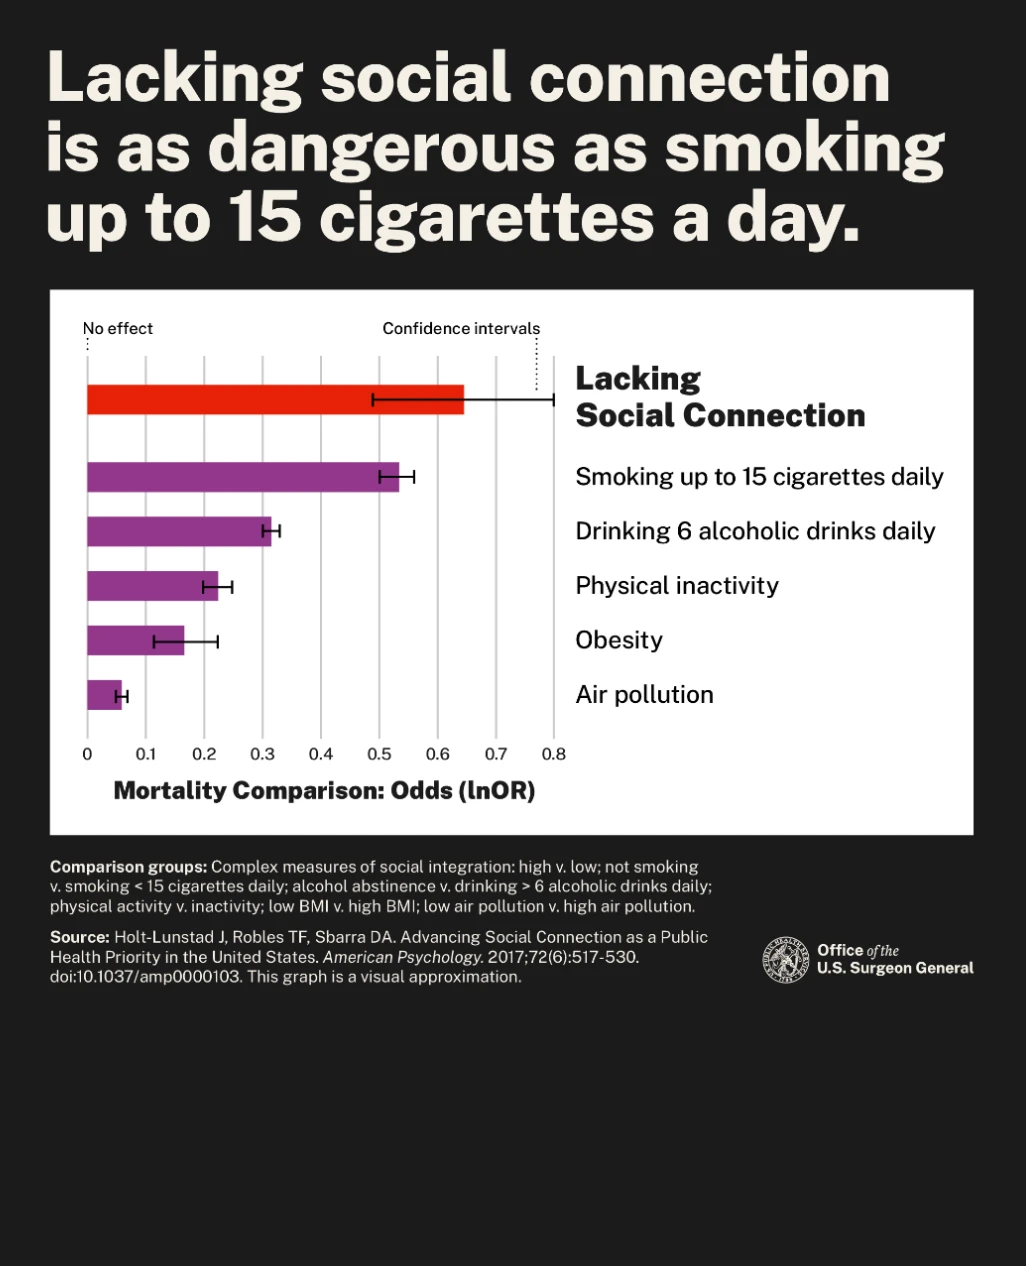 Lacking social connection
is as dangerous as smoking
up to 15 cigarettes a day.
No effect
Confidence intervals
Lacking
Social Connection
Smoking up to 15 cigarettes daily
Drinking 6 alcoholic drinks daily
Physical inactivity
Obesity
Air pollution
0 0.1 0.2 0.3 0.4 0.5 0.6 0.7 0.8
Mortality Comparison: Odds (lnOR)
Comparison groups: Complex measures of social integration: high v. low; not smoking
v. smoking < 15 cigarettes daily; alcohol abstinence v. drinking > 6 alcoholic drinks daily;
physical activity v. inactivity; low BMI v. high BMI; low air pollution v. high air pollution.
Source: Holt-Lunstad J, Robles TF, Sbarra DA. Advancing Social Connection as a Public
Health Priority in the United States. American Psychology. 2017;72(6):517-530.
doi:10.1037/amp0000103. This graph is a visual approximation.
Office of the
U.S. Surgeon General